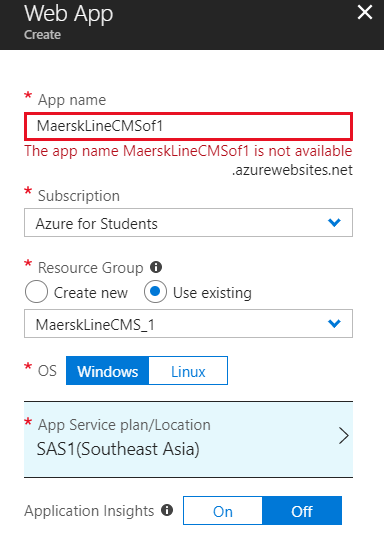 Web App
Create
* App name
MaerskLineCMSof1
The app name MaerskLineCMSof1 is not available
.azurewebsites.net
* Subscription
Azure for Students
* Resource Group
Create new Use existing
MaerskLineCMS_1
* OS Windows Linux
* App Service plan/Location
SAS1(Southeast Asia)
Application Insights On Off